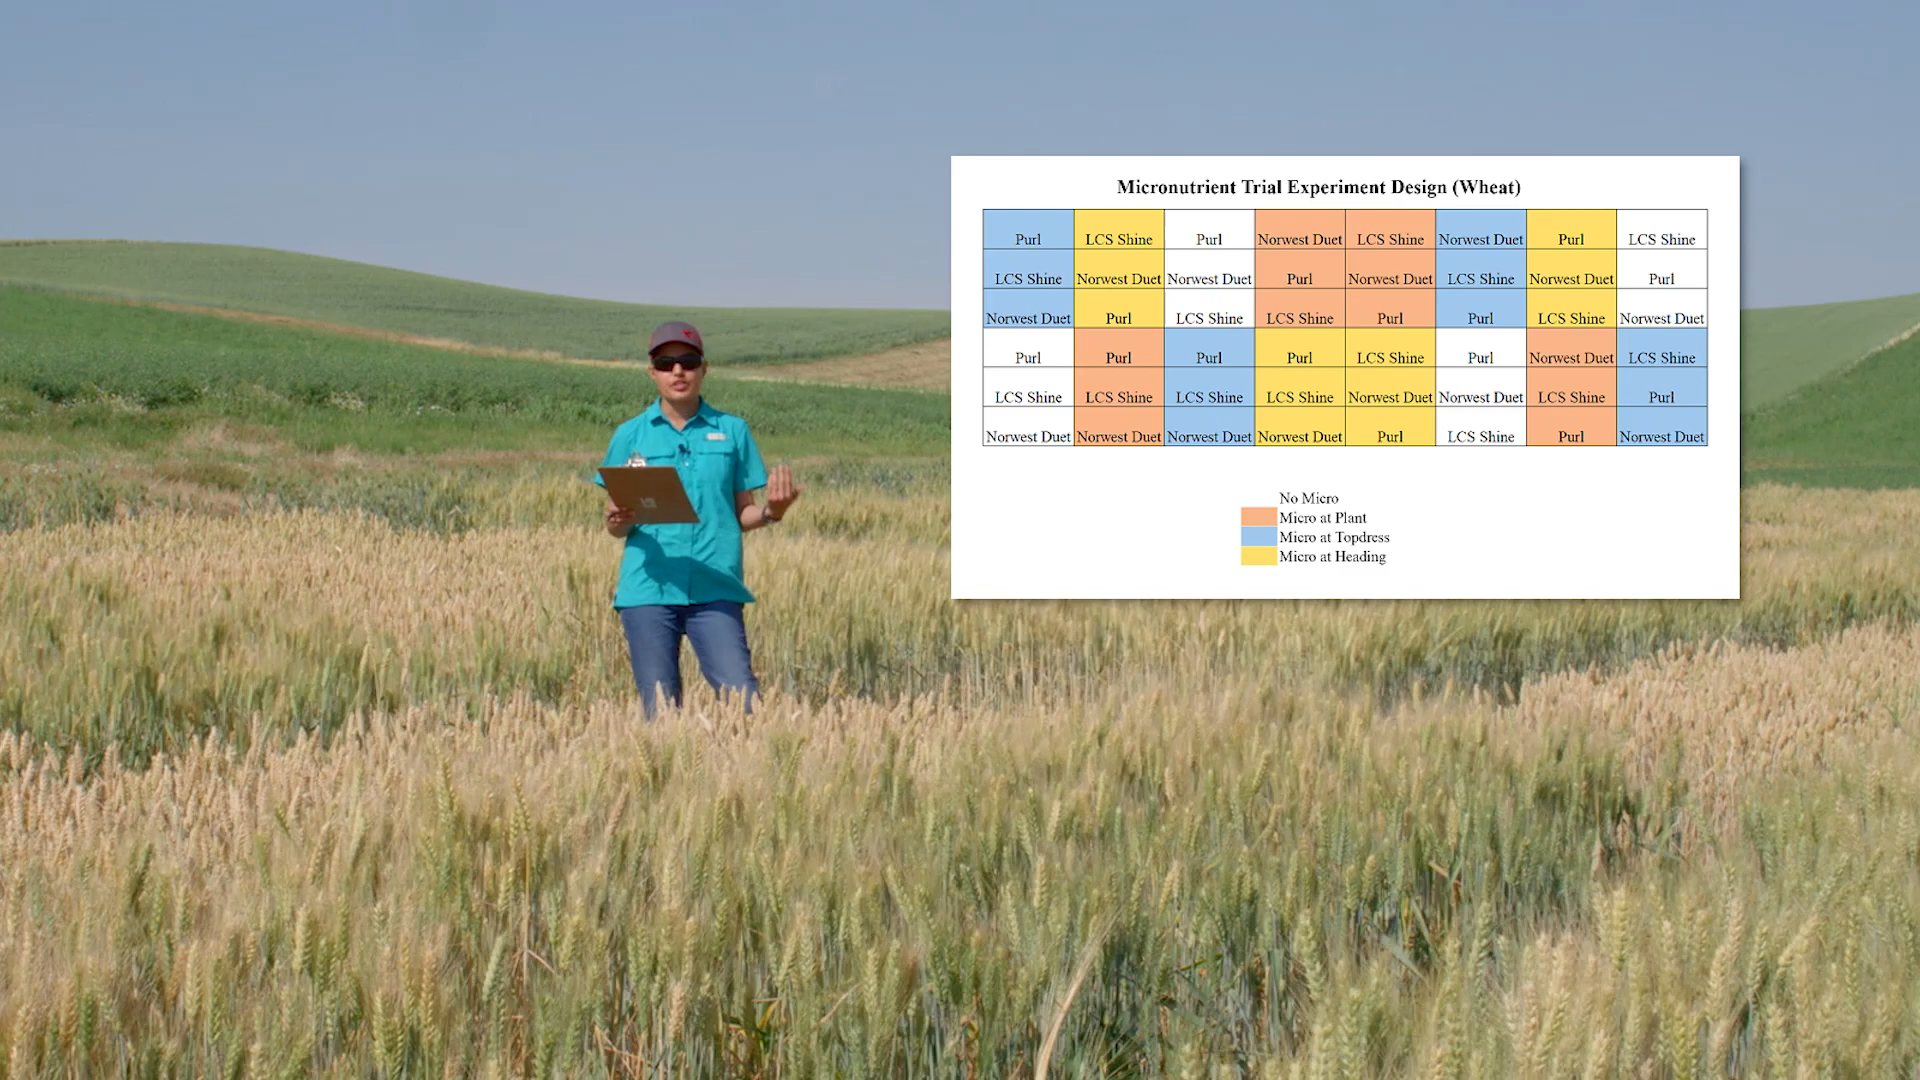 Micronutrient Trial Experiment Design (Wheat)
Purl LCS Shine Purl Norwest Duet LCS Shine Norwest Duet Purl LCS Shine
LCS Shine Norwest Duet Norwest Duet Purl Norwest Duet LCS Shine Norwest Duet Purl
Norwest Duet Purl LCS Shine LCS Shine Purl Purl LCS Shine Norwest Duet
Purl Purl Purl Purl LCS Shine Purl Norwest Duet LCS Shine
LCS Shine LCS Shine LCS Shine LCS Shine Norwest Duet Norwest Duet LCS Shine Purl
Norwest Duet Norwest Duet Norwest Duet Norwest Duet Purl LCS Shine Purl Norwest Duet
No Micro
Micro at Plant
Micro at Topdress
Micro at Heading